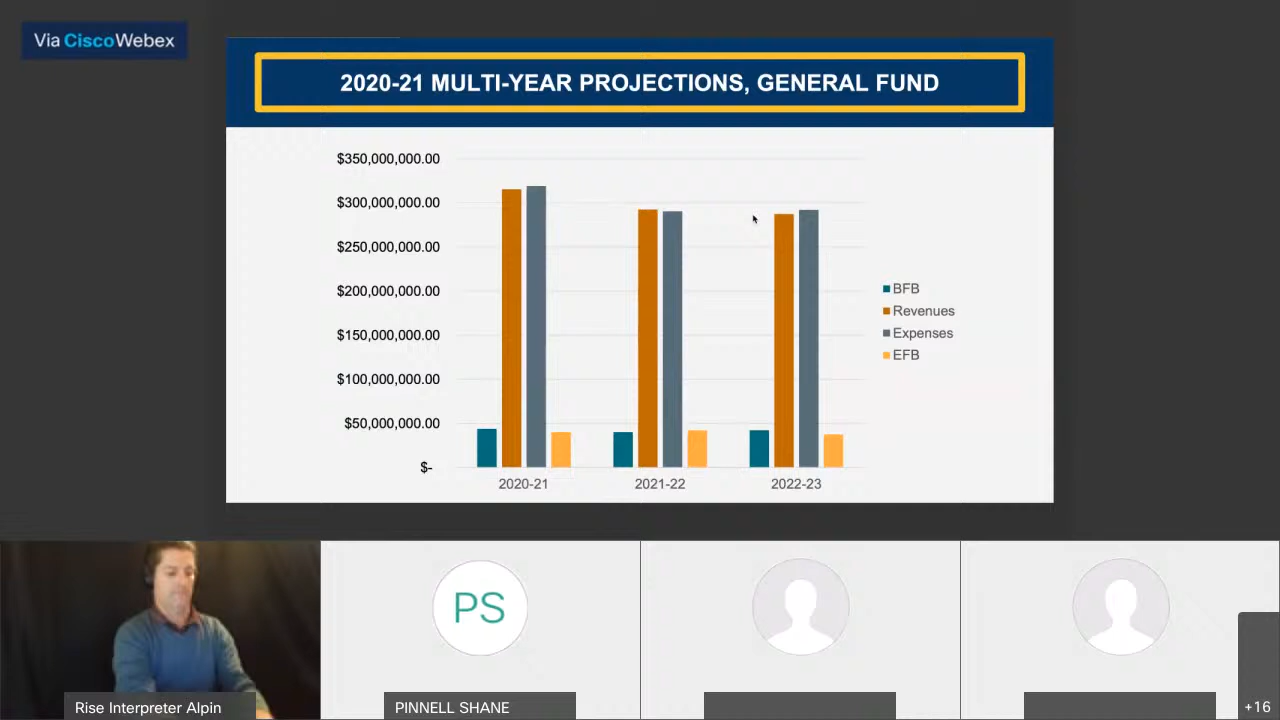 Via CiscoWebex
2020-21 MULTI-YEAR PROJECTIONS, GENERAL FUND
$350,000,000.00
$300,000,000.00
$250,000,000.00
$200,000,000.00
$150,000,000.00
$100,000,000.00
$50,000,000.00
$-
2020-21
2021-22
2022-23
BFB
Revenues
Expenses
EFB
PS
Rise Interpreter Alpin
PINNELL SHANE
+16